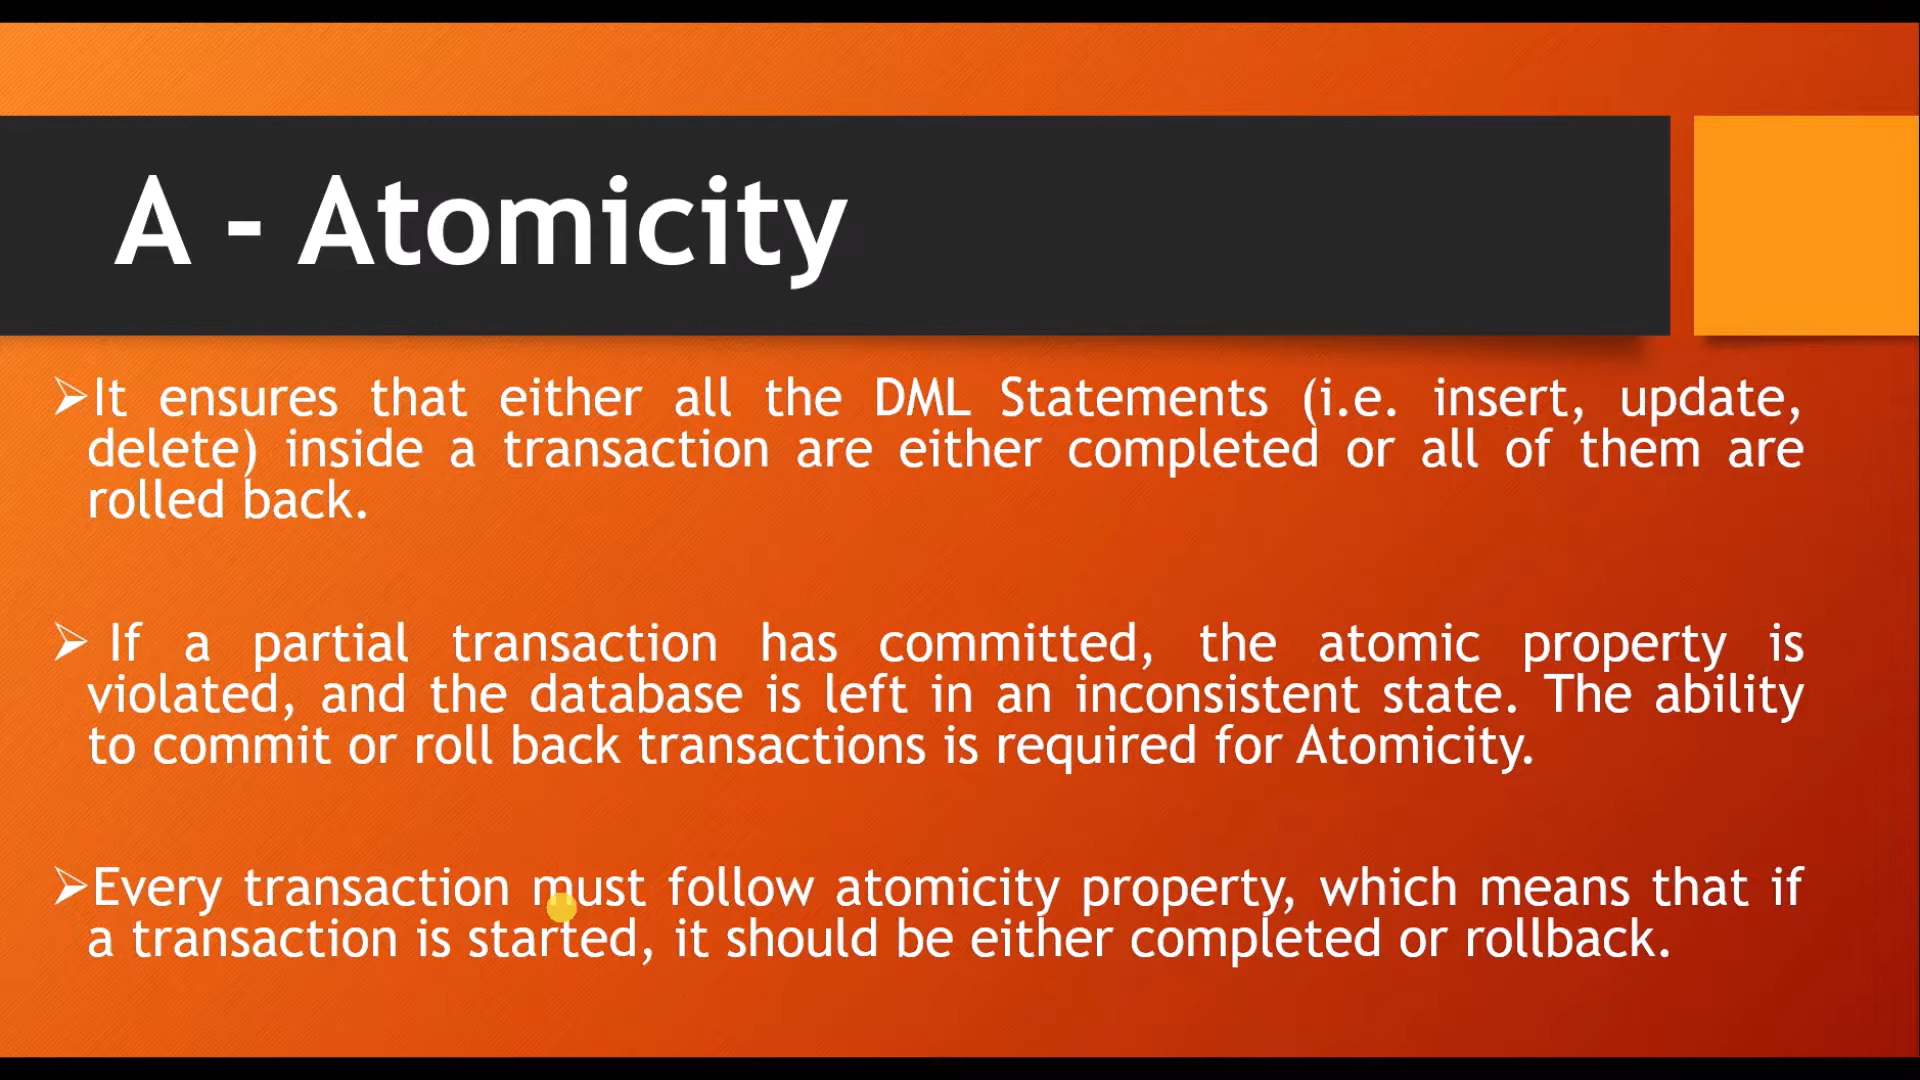 A - Atomicity
➢It ensures that either all the DML Statements (i.e. insert, update,
delete) inside a transaction are either completed or all of them are
rolled back.
➢ If a partial transaction has committed, the atomic property is
violated, and the database is left in an inconsistent state. The ability
to commit or roll back transactions is required for Atomicity.
➢Every transaction must follow atomicity property, which means that if
a transaction is started, it should be either completed or rollback.